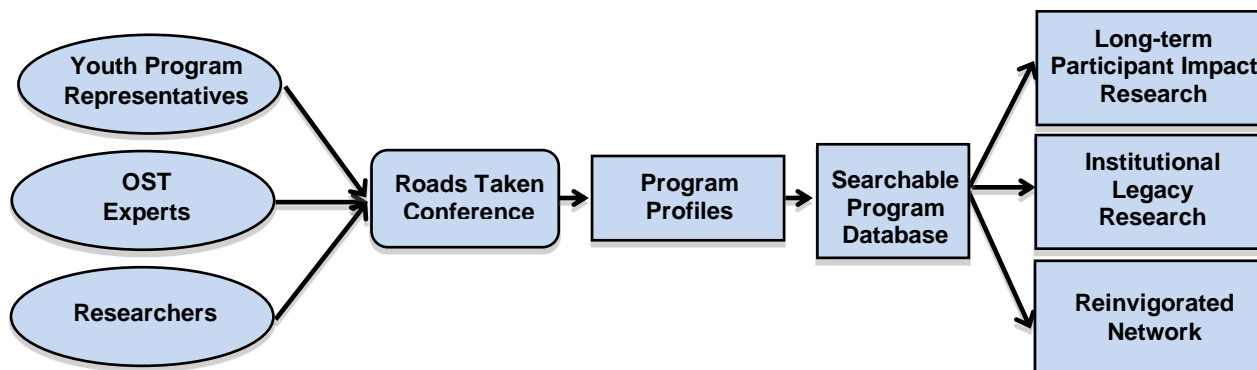 Youth Program
Representatives
OST
Experts
Researchers
Roads Taken
Conference
Program
Profiles
Searchable
Program
Database
Long-term
Participant Impact
Research
Institutional
Legacy
Research
Reinvigorated
Network